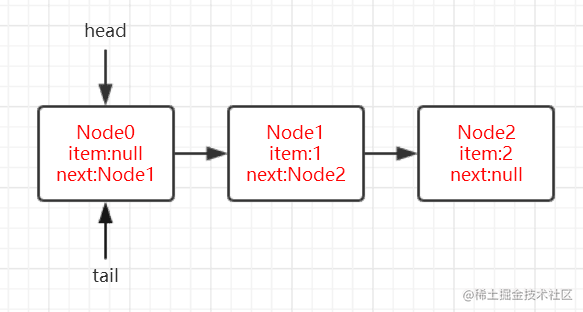 head
Node0
item:null
next:Node1
Node1
item:1
next:Node2
Node2
item:2
next:null
tail
@稀土掘金技术社区